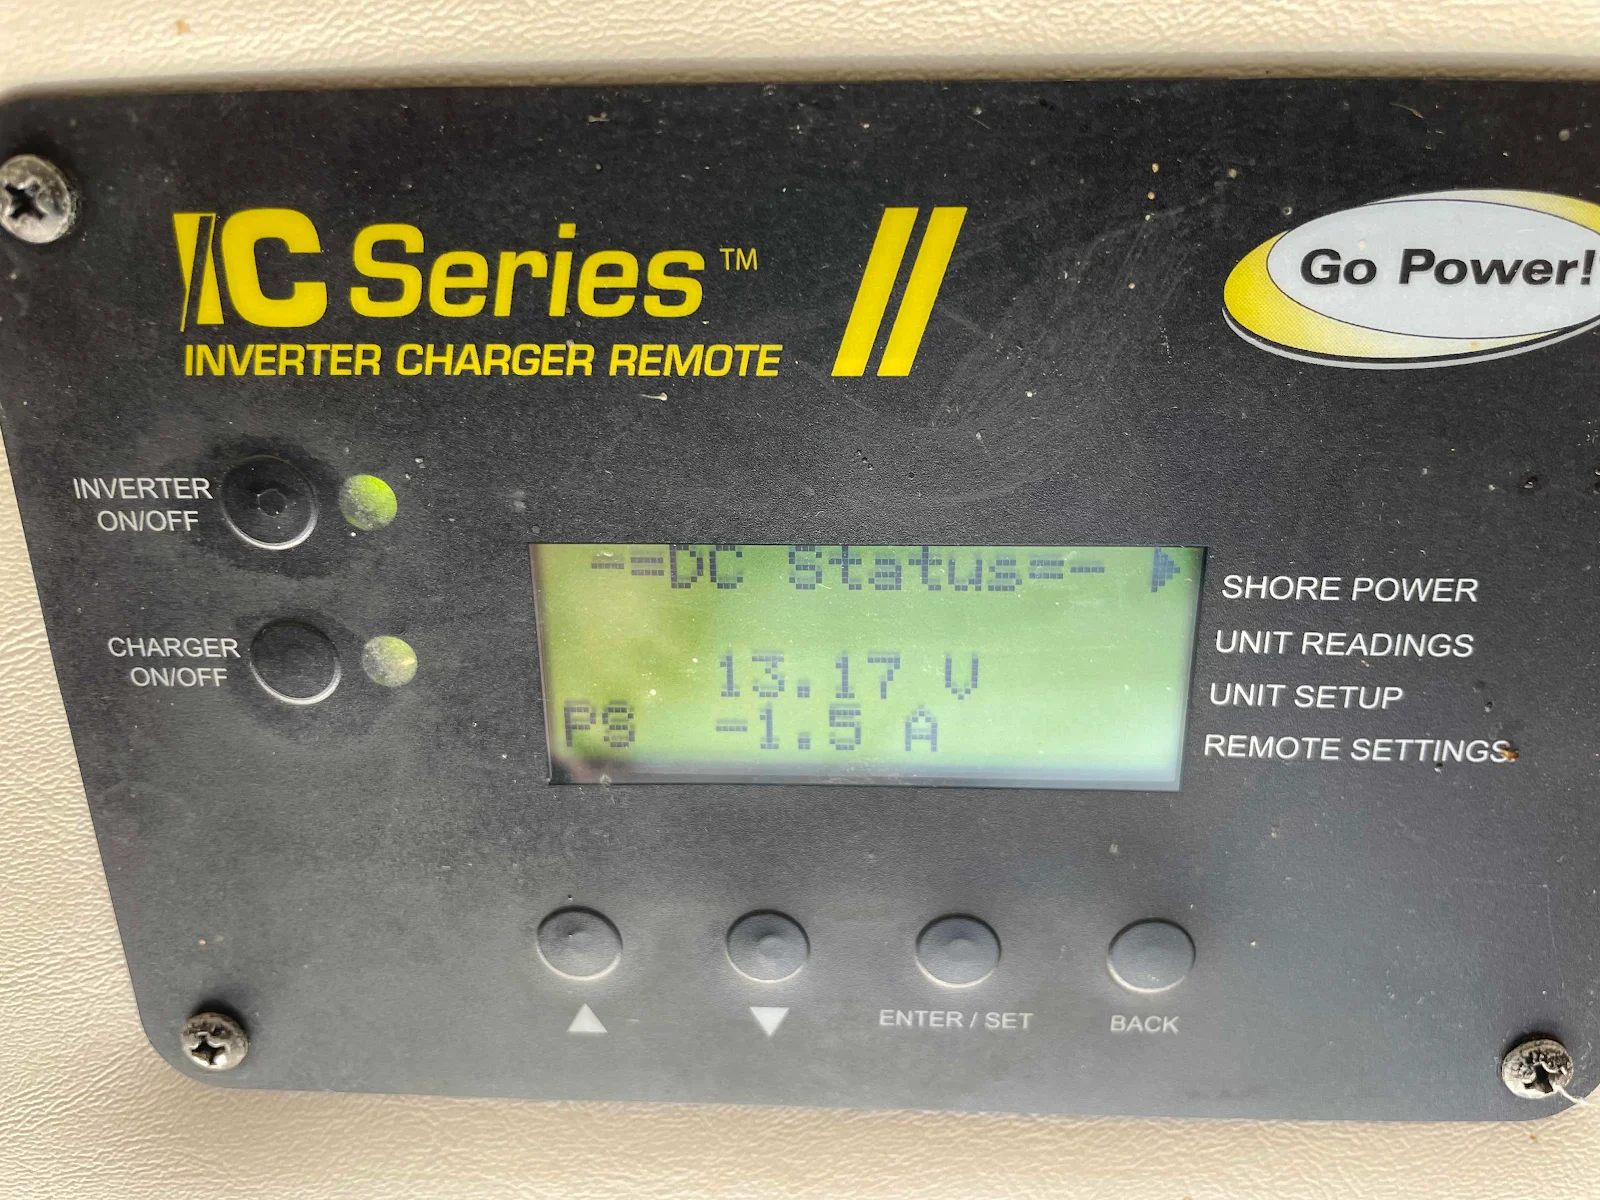 IC Series™
INVERTER CHARGER REMOTE
Go Power!
INVERTER
ON/OFF
CHARGER
ON/OFF
-=DC Status=-
13.17 V
PS -1.5 A
SHORE POWER
UNIT READINGS
UNIT SETUP
REMOTE SETTINGS
ENTER / SET
BACK